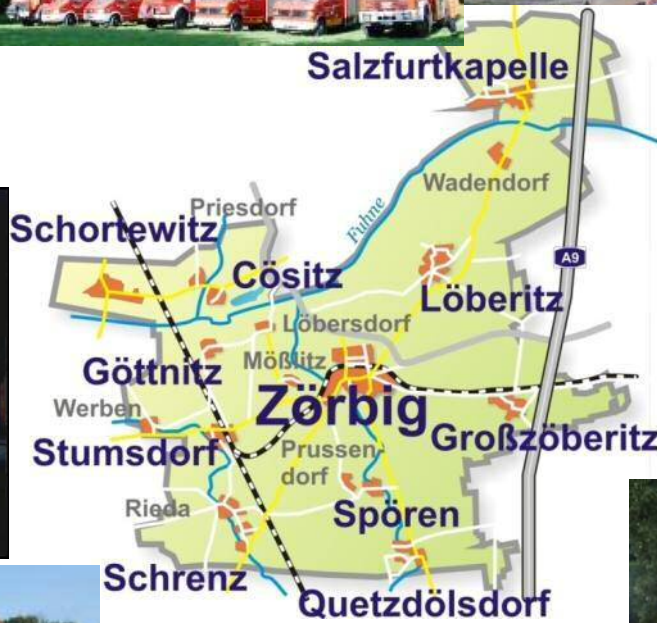 Salzfurtkapelle
Wadendorf
Fuhne
Priesdorf
Schortewitz
A9
Cösitz
Löberitz
Löbersdorf
Göttnitz
Mößlitz
Zörbig
Werben
Großzöberitz
Stumsdorf
Prussen-
dorf
Rieda
Spören
Schrenz
Quetzdölsdorf